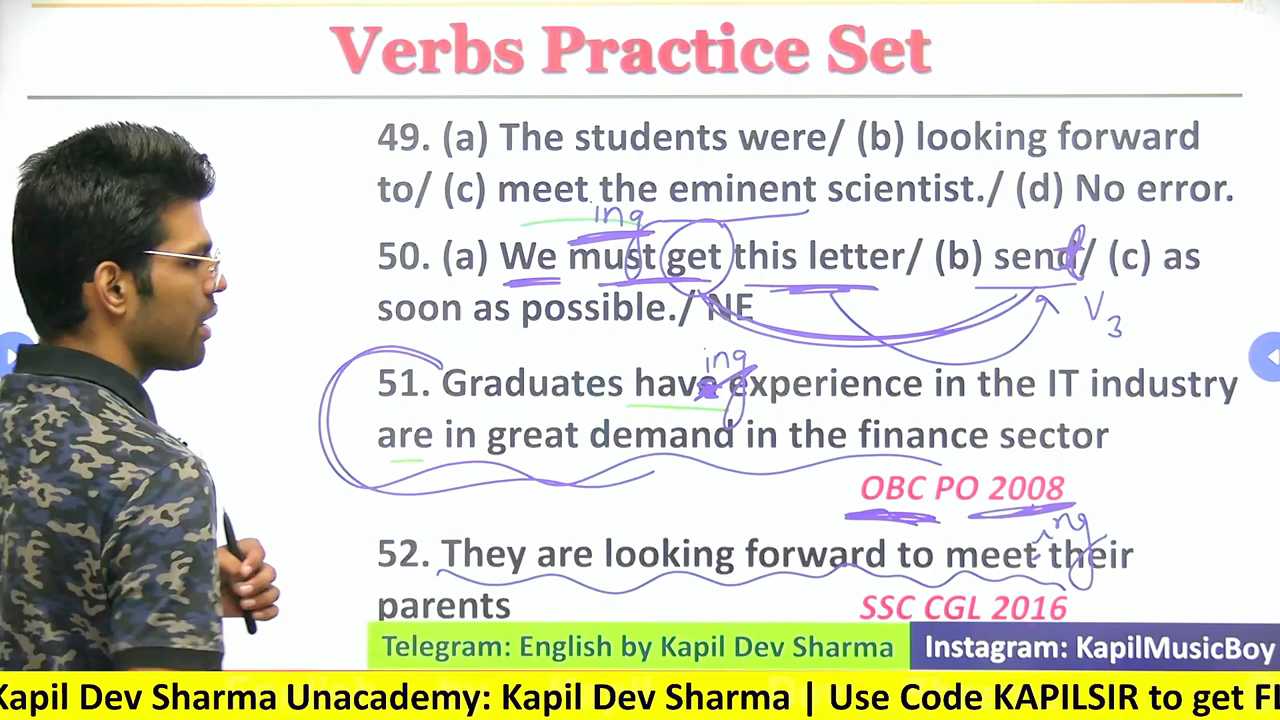 Verbs Practice Set
49. (a) The students were/ (b) looking forward
to/ (c) meet the eminent scientist./ (d) No error.
ing
50. (a) We must get this letter/ (b) send/ (c) as
t
soon as possible./ NE
V3
ing
51. Graduates have experience in the IT industry
are in great demand in the finance sector
OBC PO 2008
ing
52. They are looking forward to meet their
parents
SSC CGL 2016
Telegram: English by Kapil Dev Sharma
Instagram: KapilMusicBoy
Kapil Dev Sharma Unacademy: Kapil Dev Sharma | Use Code KAPILSIR to get